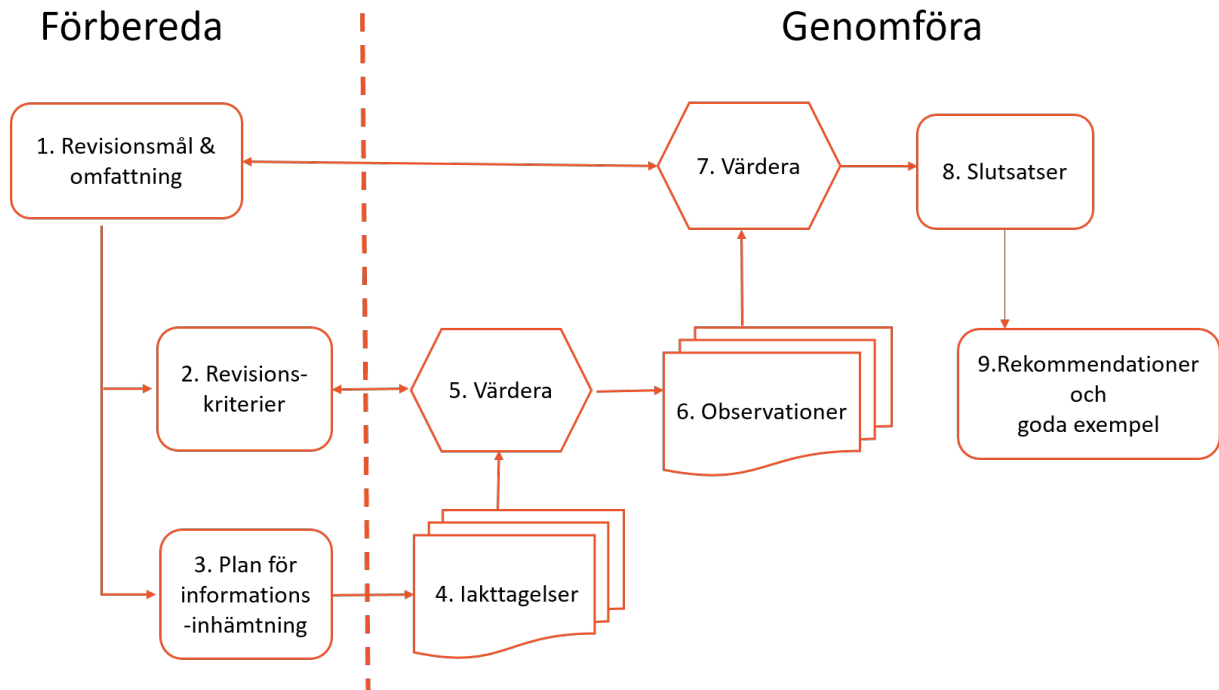 Förbereda
Genomföra
1. Revisionsmål &
omfattning
7. Värdera
8. Slutsatser
2. Revisions-
kriterier
5. Värdera
6. Observationer
9.Rekommendationer
och
goda exempel
3. Plan för
informations
-inhämtning
4. Iakttagelser